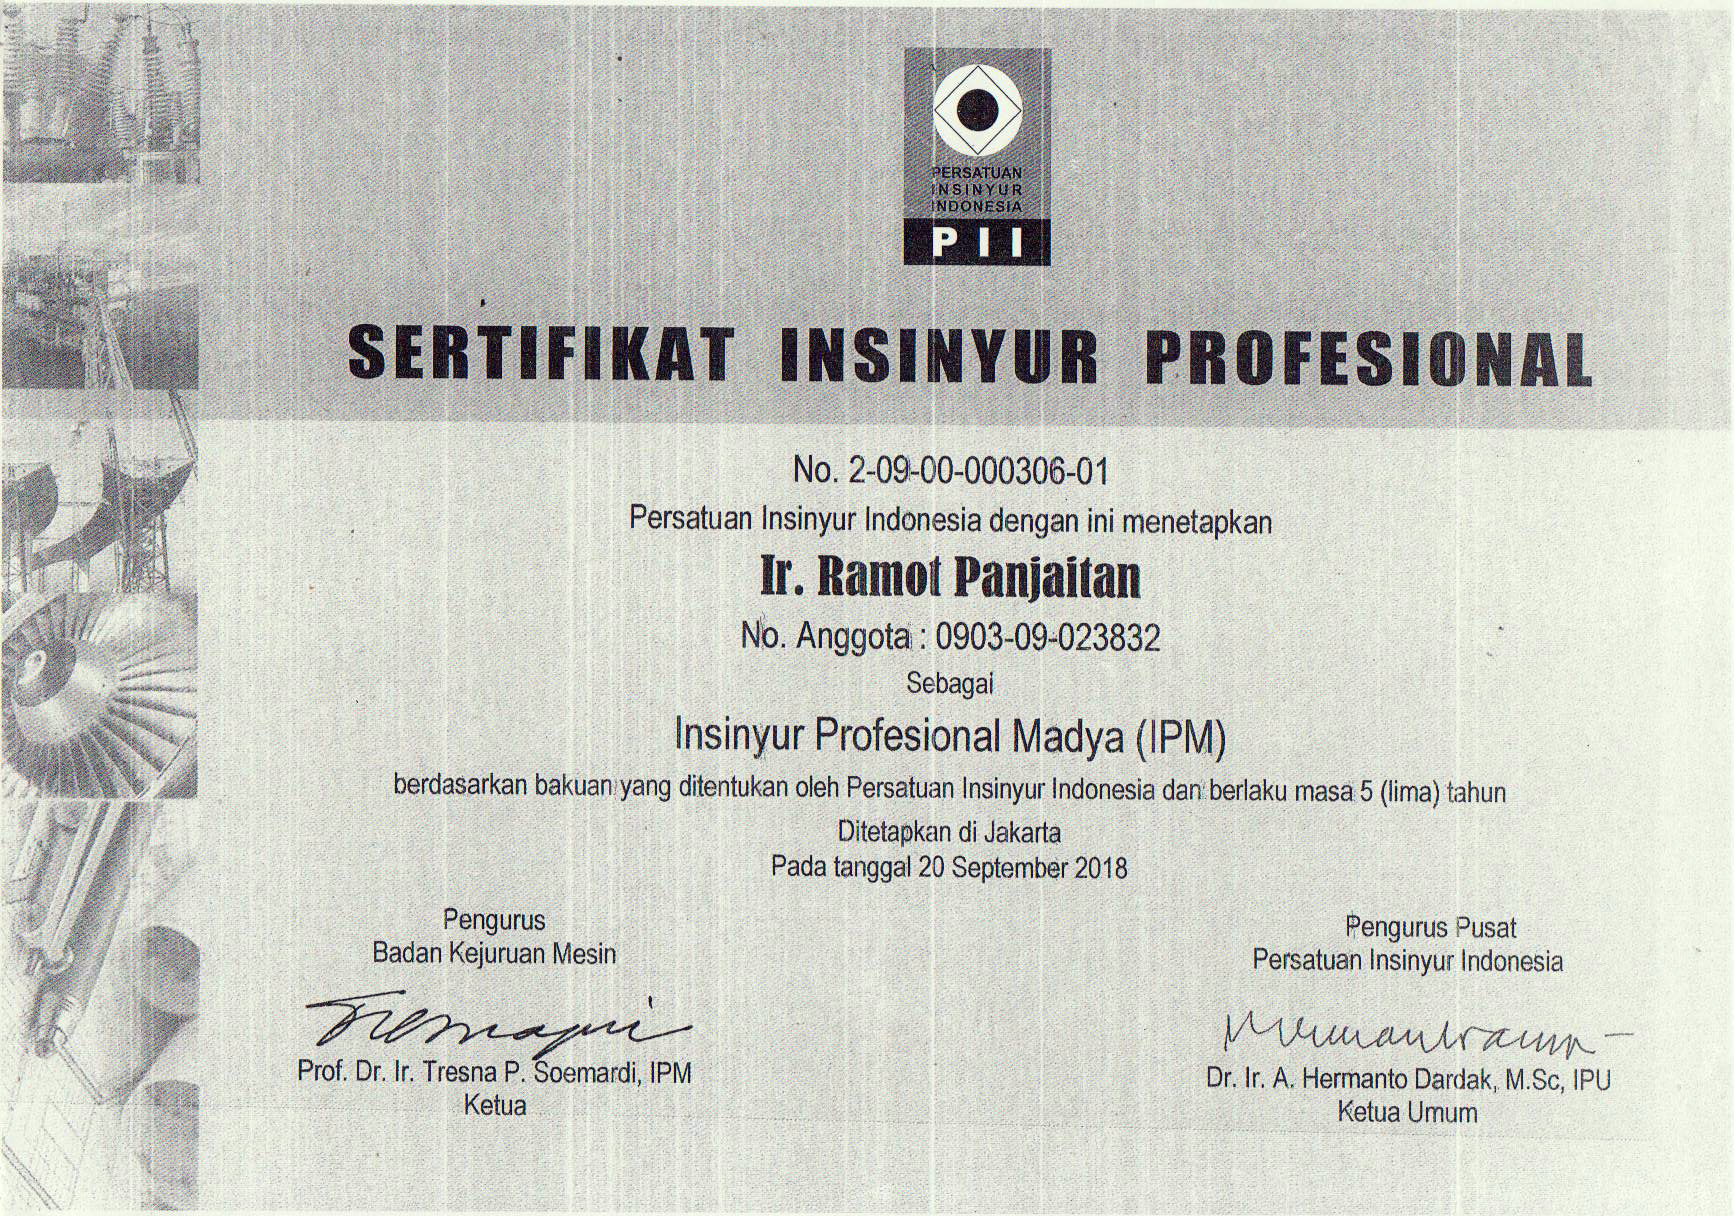 PERSATUAN
INSINYUR
INDONESIA
PII
SERTIFIKAT INSINYUR PROFESIONAL
No. 2-09-00-000306-01
Persatuan Insinyur Indonesia dengan ini menetapkan
Ir. Ramot Panjaitan
No. Anggota : 0903-09-023832
Sebagai
Insinyur Profesional Madya (IPM)
berdasarkan bakuan yang ditentukan oleh Persatuan Insinyur Indonesia dan berlaku masa 5 (lima) tahun
Ditetapkan di Jakarta
Pada tanggal 20 September 2018
Pengurus
Badan Kejuruan Mesin
Prof. Dr. Ir. Tresna P. Soemardi, IPM
Ketua
Pengurus Pusat
Persatuan Insinyur Indonesia
Dr. Ir. A. Hermanto Dardak, M.Sc, IPU
Ketua Umum